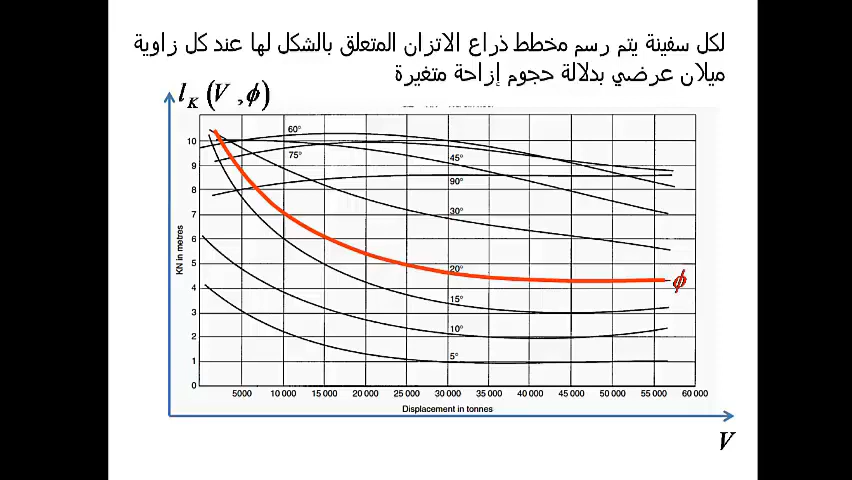 لكل سفينة يتم رسم مخطط ذراع الاتزان المتعلق بالشكل لها عند كل زاوية
ميلان عرضي بدلالة حجوم إزاحة متغيرة
l_K (V ,ϕ)
60°
75°
45°
90°
30°
20°
15°
10°
5°
ϕ
KN in metres
10
9
8
7
6
5
4
3
2
1
0
5000 10 000 15 000 20 000 25 000 30 000 35 000 40 000 45 000 50 000 55 000 60 000
Displacement in tonnes
V